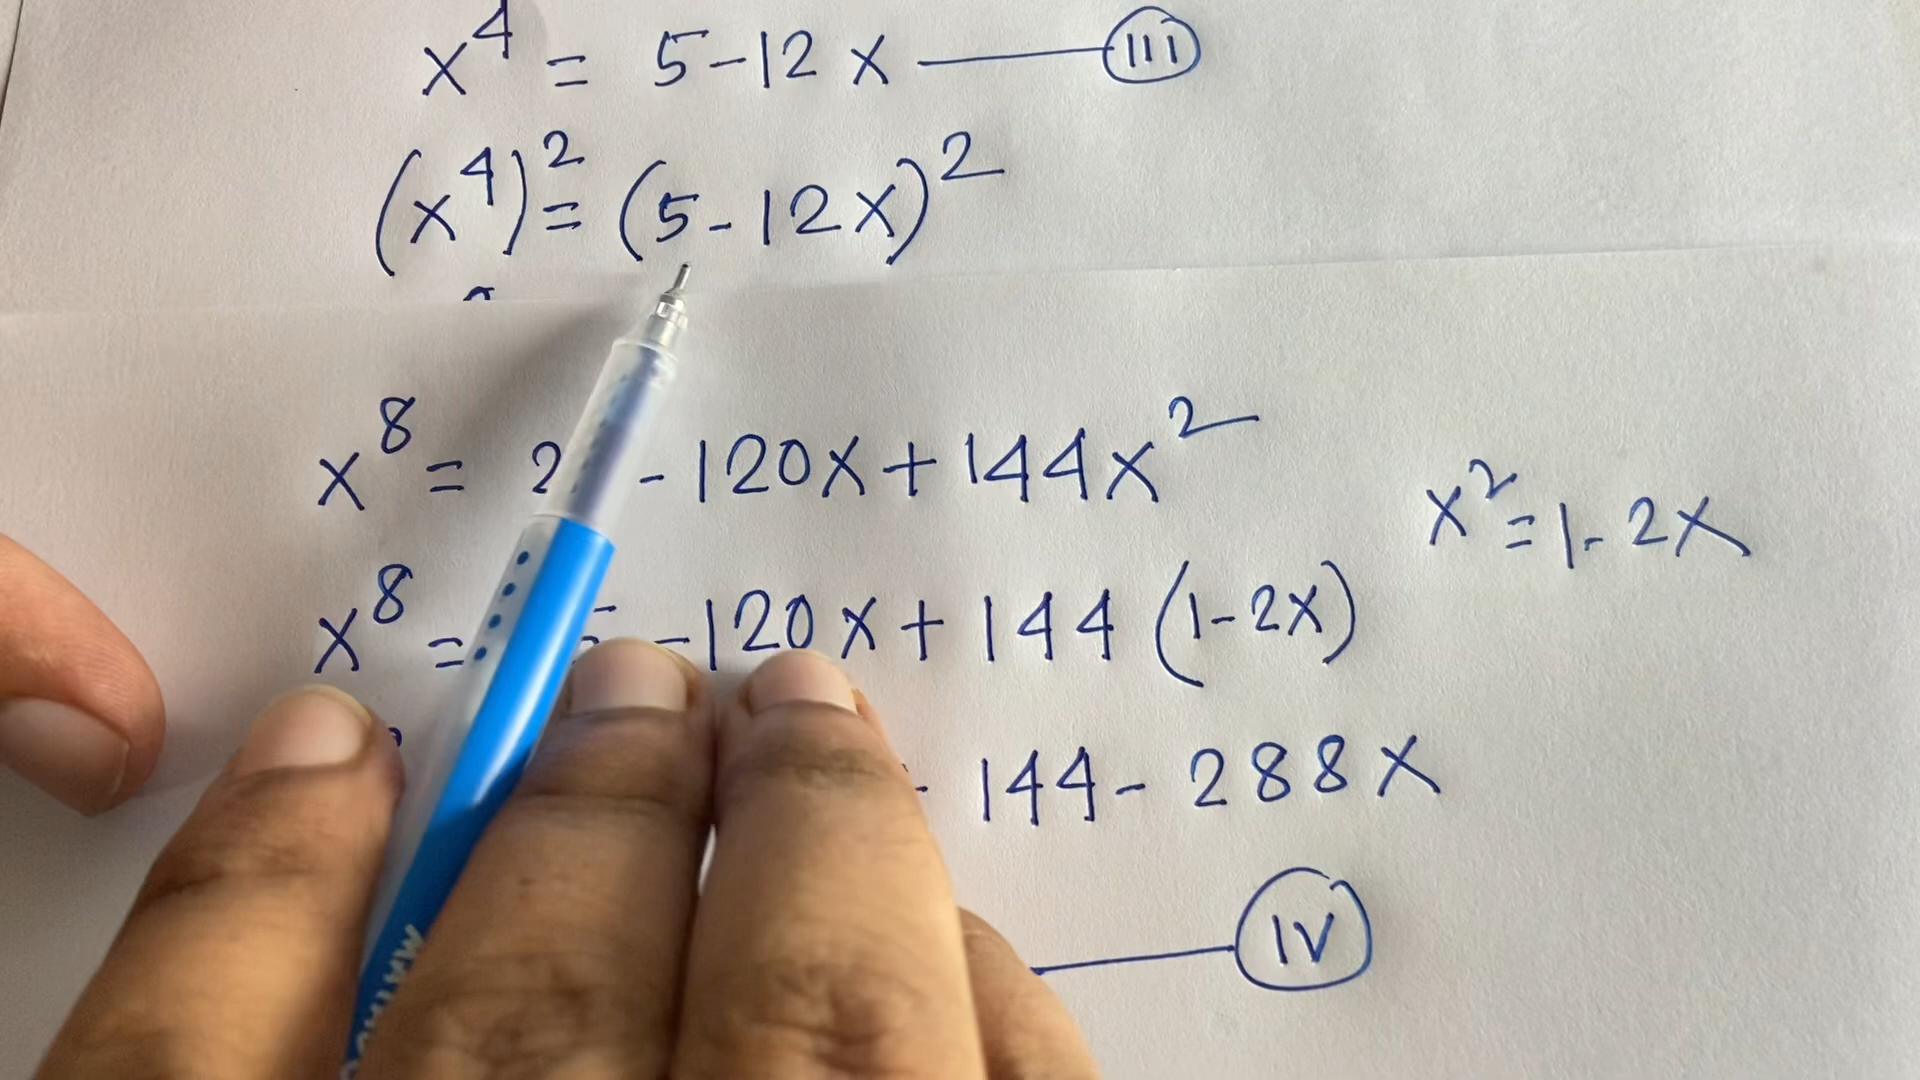 x⁴ = 5-12x — III
(x⁴)² = (5-12x)²
x⁸ = 2 -120x+144x²
x²=1-2x
x⁸ = -120x+144(1-2x)
144-288x
IV